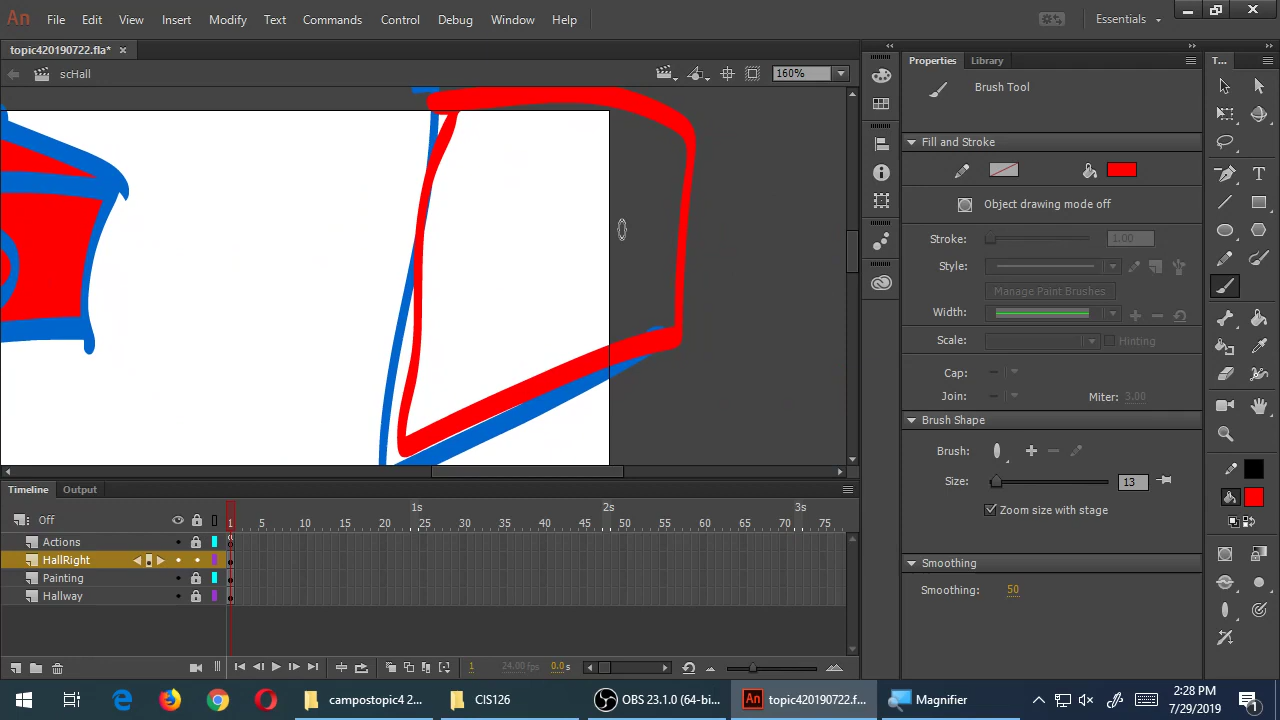 An File Edit View Insert Modify Text Commands Control Debug Window Help Essentials
topic420190722.fla* ×
scHall 160%
Properties Library T...
Brush Tool
Fill and Stroke
Object drawing mode off
Stroke: 1.00
Style:
Manage Paint Brushes
Width:
Scale: Hinting
Cap:
Join: Miter: 3.00
Brush Shape
Brush:
Size: 13
Zoom size with stage
Smoothing
Smoothing: 50
Timeline Output
1s 2s 3s
Off 1 5 10 15 20 25 30 35 40 45 50 55 60 65 70 75
Actions
HallRight
Painting
Hallway
1 24.00 fps 0.0 s
campostopic4 2... CIS126 OBS 23.1.0 (64-bi... An topic420190722.f... Magnifier
2:28 PM
7/29/2019
1